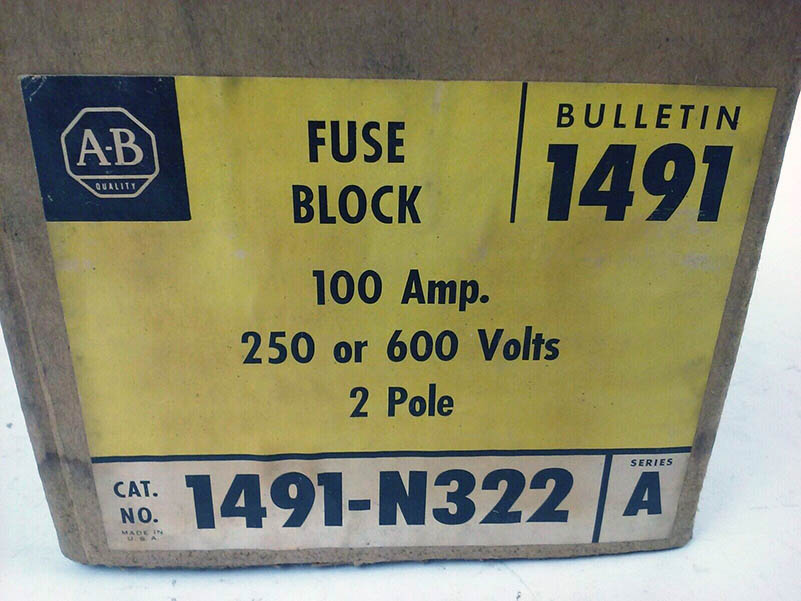 A-B
QUALITY
FUSE
BLOCK
BULLETIN
1491
100 Amp.
250 or 600 Volts
2 Pole
CAT.
NO.
1491-N322
SERIES
A
MADE IN
U. S. A